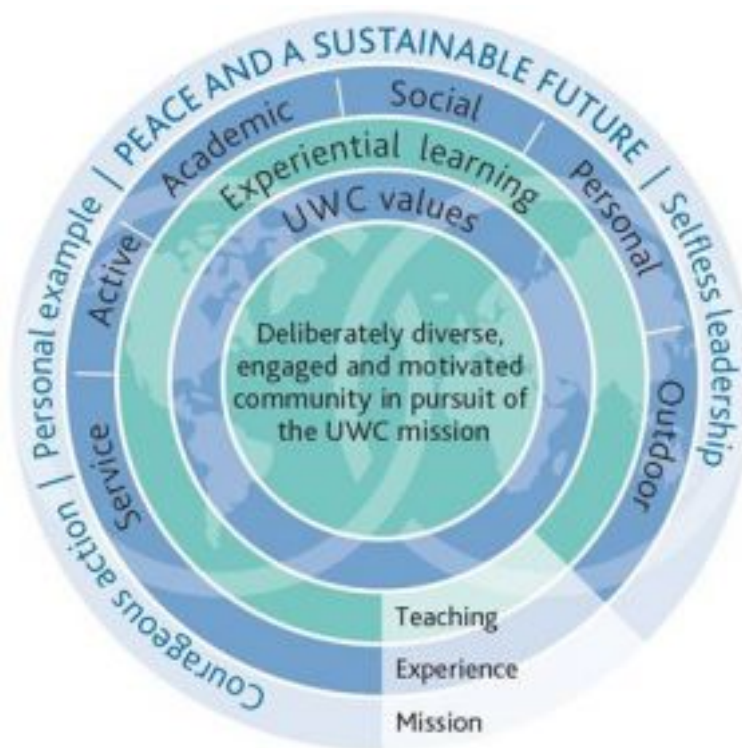 Courageous action | Personal example | PEACE AND A SUSTAINABLE FUTURE | Selfless leadership
Service
Active
Academic
Social
Personal
Outdoor
Experiential learning
UWC values
Deliberately diverse,
engaged and motivated
community in pursuit of
the UWC mission
Teaching
Experience
Mission